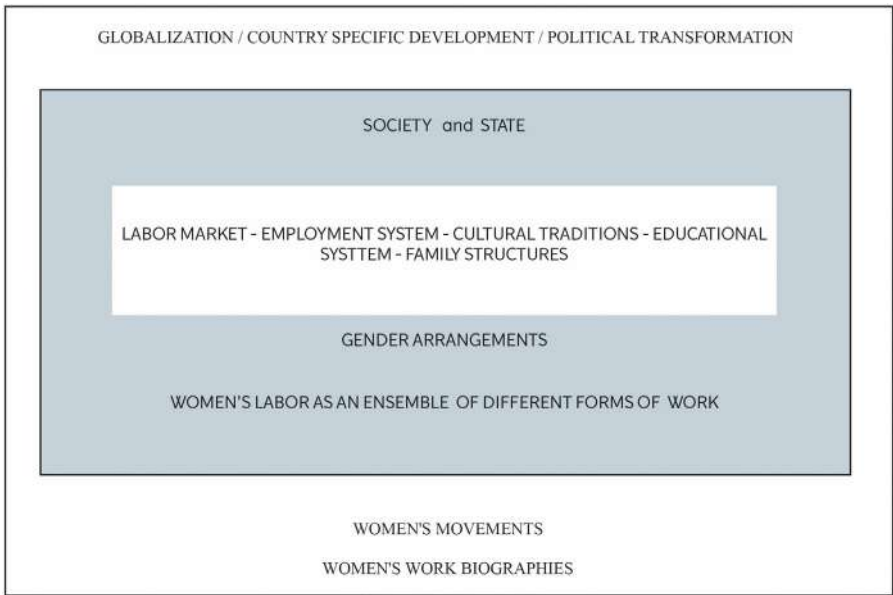 GLOBALIZATION / COUNTRY SPECIFIC DEVELOPMENT / POLITICAL TRANSFORMATION
SOCIETY and STATE
LABOR MARKET - EMPLOYMENT SYSTEM - CULTURAL TRADITIONS - EDUCATIONAL
SYSTTEM - FAMILY STRUCTURES
GENDER ARRANGEMENTS
WOMEN'S LABOR AS AN ENSEMBLE OF DIFFERENT FORMS OF WORK
WOMEN'S MOVEMENTS
WOMEN'S WORK BIOGRAPHIES